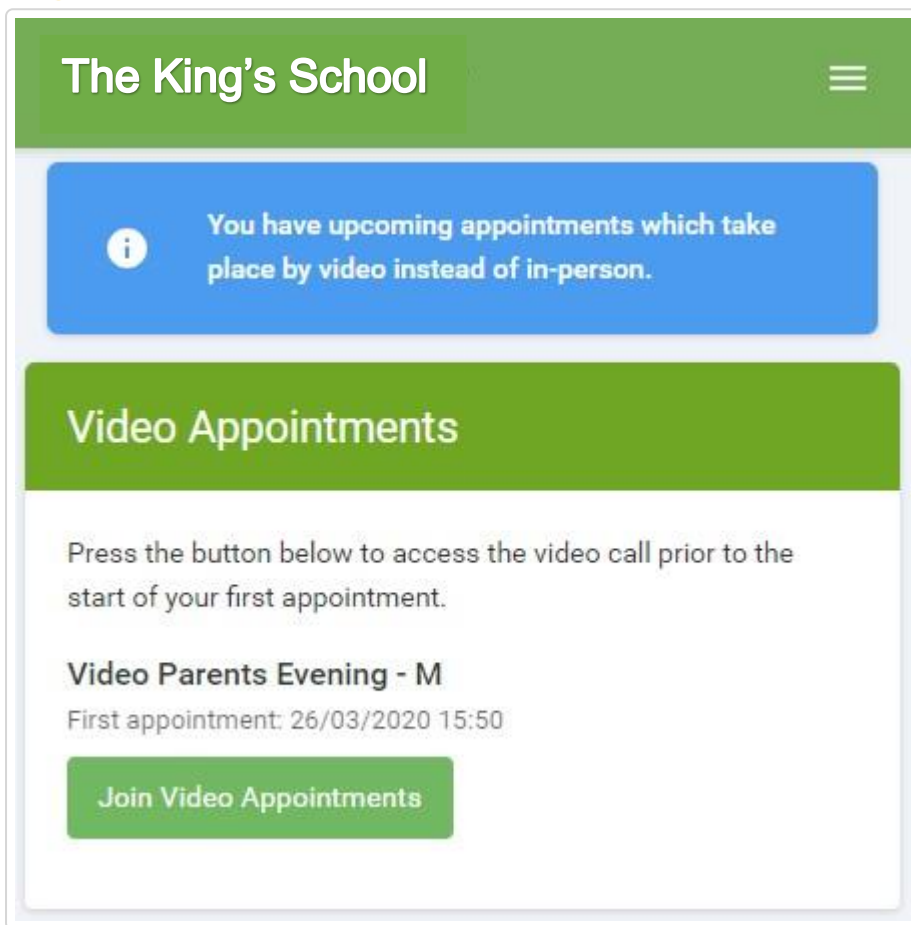 The King’s School
You have upcoming appointments which take
place by video instead of in-person.
Video Appointments
Press the button below to access the video call prior to the
start of your first appointment.
Video Parents Evening - M
First appointment: 26/03/2020 15:50
Join Video Appointments